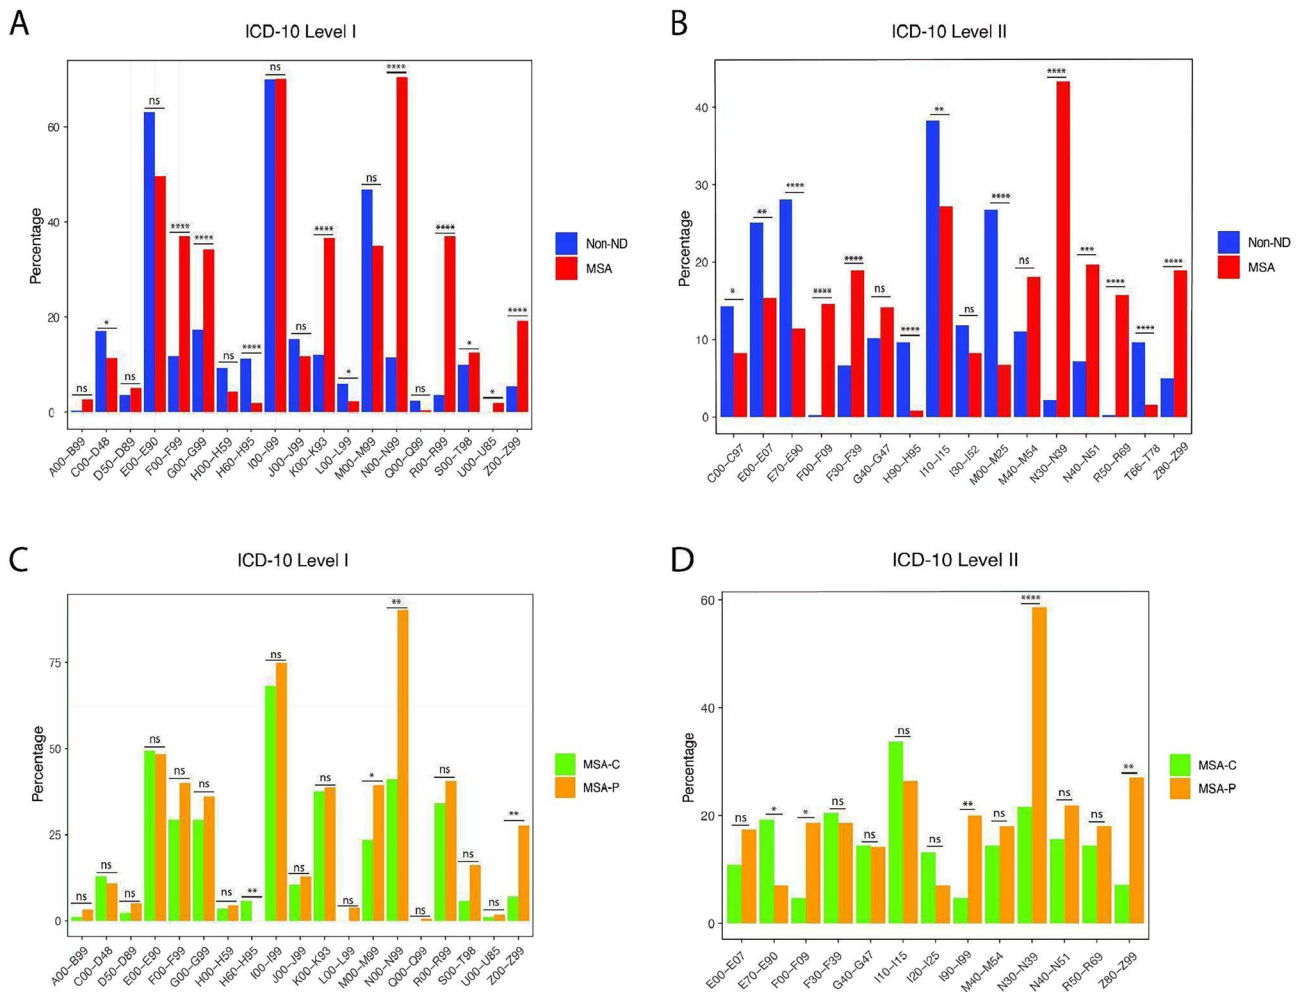 A
ICD-10 Level I
Percentage
60
40
20
0
ns
*
ns
ns
****
****
ns
****
ns
ns
****
*
ns
****
ns
****
*
*
****
A00–B99
C00–D48
D50–D89
E00–E90
F00–F99
G00–G99
H00–H59
H60–H95
I00–I99
J00–J99
K00–K93
L00–L99
M00–M99
N00–N99
Q00–Q99
R00–R99
S00–T98
U00–U85
Z00–Z99
Non-ND
MSA
B
ICD-10 Level II
Percentage
40
30
20
10
0
*
**
****
****
****
ns
****
**
ns
****
ns
****
***
****
****
****
C00–C97
E00–E07
E70–E90
F00–F09
F30–F39
G40–G47
H90–H95
I10–I15
I30–I52
M00–M25
M40–M54
N30–N39
N40–N51
R50–R69
T66–T78
Z80–Z99
Non-ND
MSA
C
ICD-10 Level I
Percentage
75
50
25
0
ns
ns
ns
ns
ns
ns
ns
**
ns
ns
ns
ns
*
**
ns
ns
ns
ns
**
A00–B99
C00–D48
D50–D89
E00–E90
F00–F99
G00–G99
H00–H59
H60–H95
I00–I99
J00–J99
K00–K93
L00–L99
M00–M99
N00–N99
Q00–Q99
R00–R99
S00–T98
U00–U85
Z00–Z99
MSA-C
MSA-P
D
ICD-10 Level II
Percentage
60
40
20
0
ns
*
*
ns
ns
ns
ns
**
ns
****
ns
ns
**
E00–E07
E70–E90
F00–F09
F30–F39
G40–G47
I10–I15
I20–I25
I90–I99
M40–M54
N30–N39
N40–N51
R50–R69
Z80–Z99
MSA-C
MSA-P